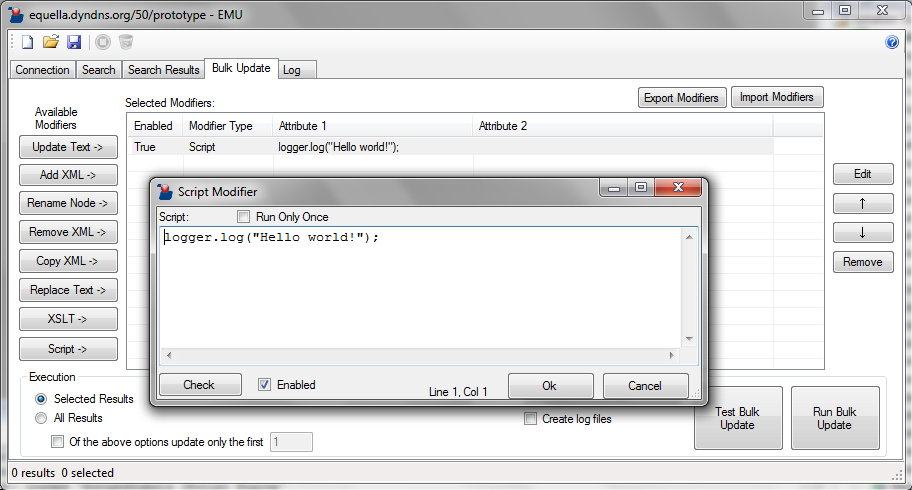 equella.dyndns.org/50/prototype - EMU
Connection Search Search Results Bulk Update Log
Available Modifiers
Selected Modifiers:
Export Modifiers Import Modifiers
Enabled Modifier Type Attribute 1 Attribute 2
True Script logger.log("Hello world!");
Update Text ->
Add XML ->
Rename Node ->
Remove XML ->
Copy XML ->
Replace Text ->
XSLT ->
Script ->
Edit
↑
↓
Remove
Script Modifier
Script: Run Only Once
logger.log("Hello world!");
Check Enabled Line 1, Col 1 Ok Cancel
Execution
Selected Results
All Results
Of the above options update only the first 1
Create log files
Test Bulk Update
Run Bulk Update
0 results 0 selected